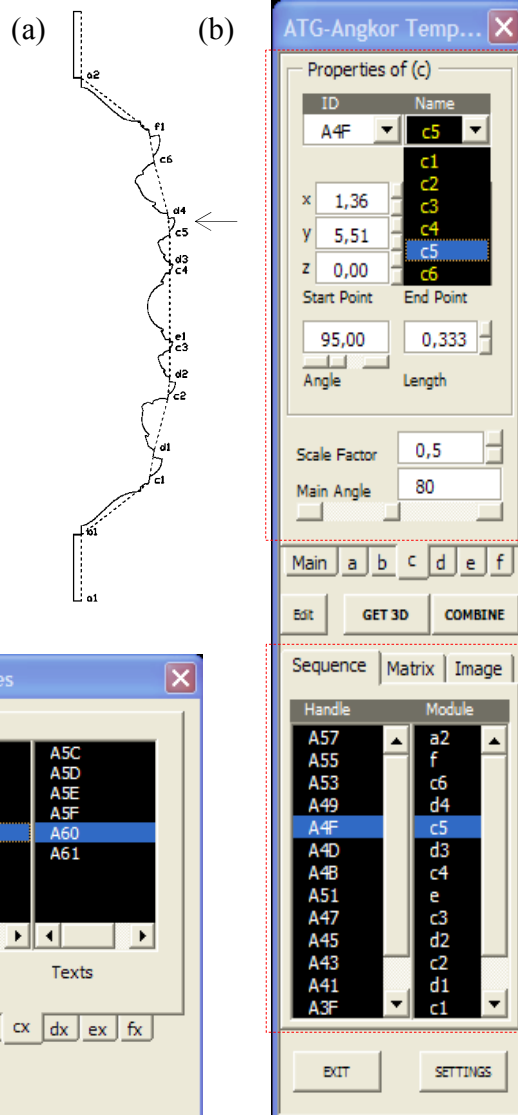 (a) (b)
a2
f1
c6
d4
c5
d3
c4
e1
c3
d2
c2
d1
c1
b1
a1
es
A5C
A5D
A5E
A5F
A60
A61
Texts
cx dx ex fx
ATG-Angkor Temp...
Properties of (c)
ID Name
A4F c5
c1
c2
c3
c4
c5
c6
x 1,36
y 5,51
z 0,00
Start Point End Point
95,00 0,333
Angle Length
Scale Factor 0,5
Main Angle 80
Main a b c d e f
Edit GET 3D COMBINE
Sequence Matrix Image
Handle Module
A57 a2
A55 f
A53 c6
A49 d4
A4F c5
A4D d3
A4B c4
A51 e
A47 c3
A45 d2
A43 c2
A41 d1
A3F c1
EXIT SETTINGS